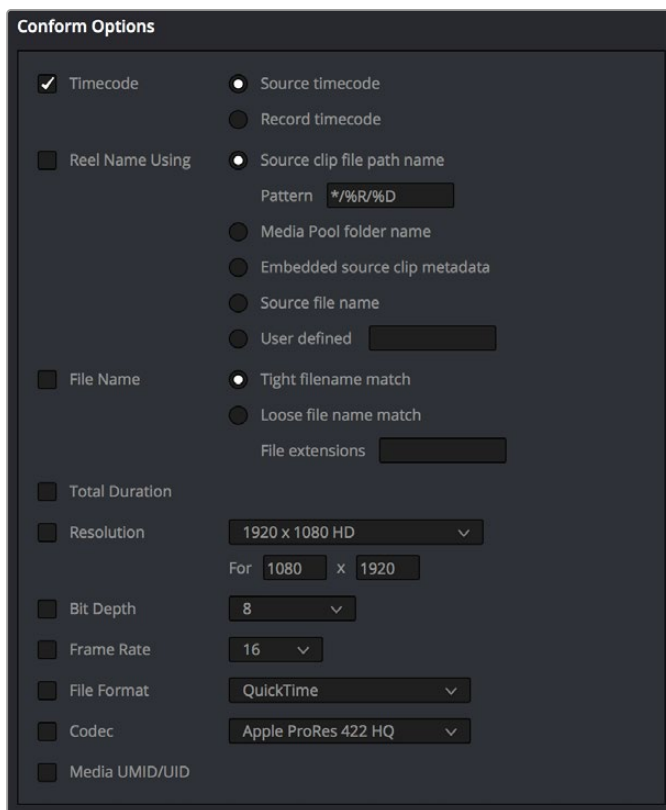 Conform Options
Timecode Source timecode
Record timecode
Reel Name Using Source clip file path name
Pattern */%R/%D
Media Pool folder name
Embedded source clip metadata
Source file name
User defined
File Name Tight filename match
Loose file name match
File extensions
Total Duration
Resolution 1920 x 1080 HD
For 1080 x 1920
Bit Depth 8
Frame Rate 16
File Format QuickTime
Codec Apple ProRes 422 HQ
Media UMID/UID